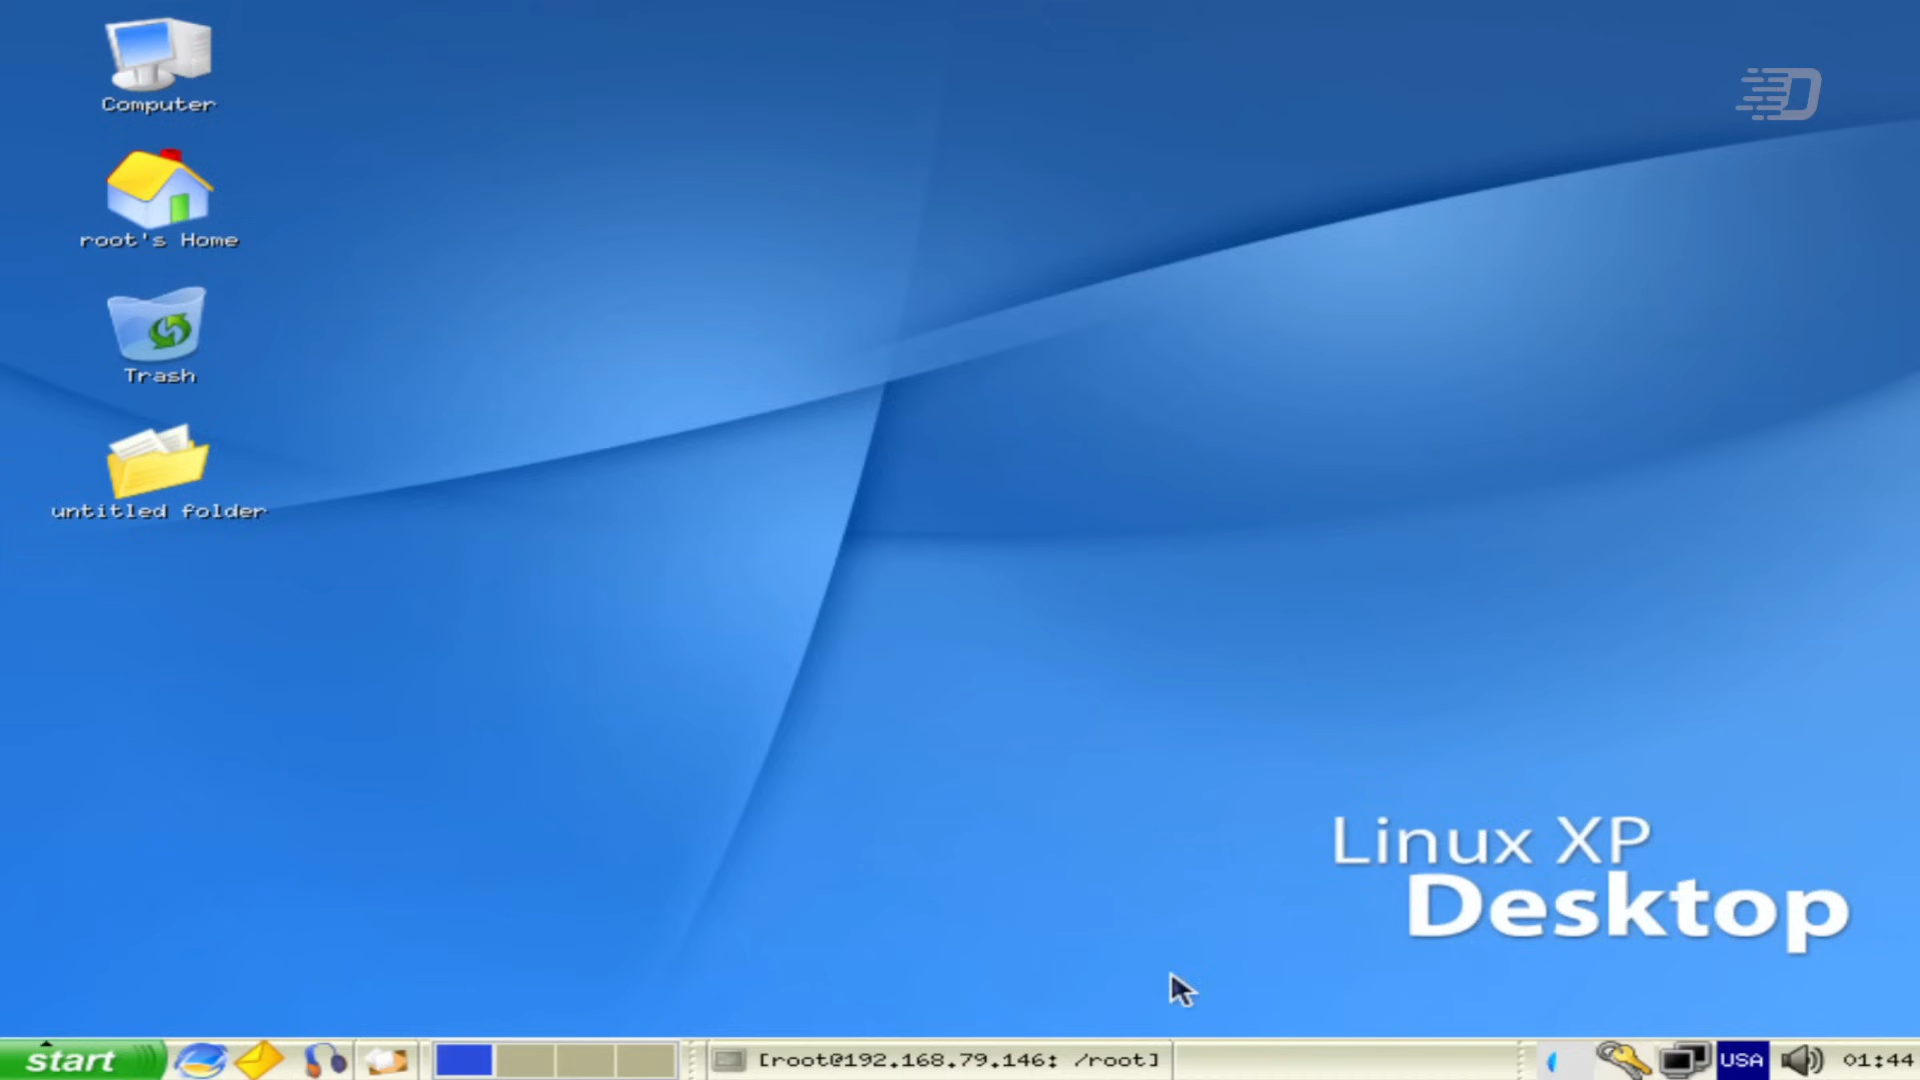 Computer
root's Home
Trash
untitled folder
Linux XP
Desktop
start
[root@192.168.79.146: /root]
USA
01:44